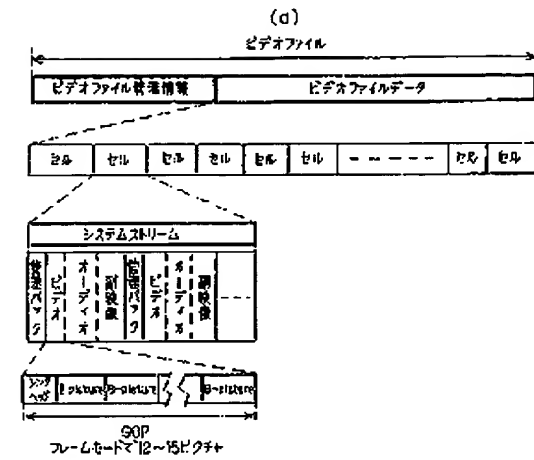 (a)
ビデオファイル
ビデオファイル管理情報 ビデオファイルデータ
セル セル セル セル セル セル セル セル
システムストリーム
管理パック ビデオ オーディオ 副映像 管理パック ビデオ オーディオ 副映像
I-picture B-picture B-picture
GOP
フレームモードで12〜15ピクチャ